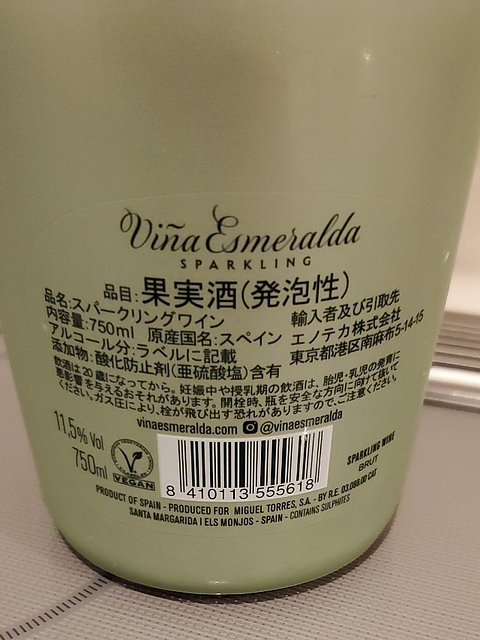 Viña Esmeralda
SPARKLING
品目:果実酒(発泡性)
品名:スパークリングワイン
内容量:750ml 原産国名:スペイン
アルコール分:ラベルに記載
添加物:酸化防止剤(亜硫酸塩)含有
輸入者及び引取先
エノテカ株式会社
東京都港区南麻布5-14-15
飲酒は20歳になってから。妊娠中や授乳期の飲酒は、胎児・乳児の発育に
悪影響を与えるおそれがあります。開栓時、瓶を安全な方向に向けて抜いて
ください。ガス圧により、栓が飛び出す恐れがありますので、ご注意ください。
vinaesmeralda.com @vinaesmeralda
11,5% Vol
750ml
VEGAN
8 410113 555618
SPARKLING WINE
BRUT
PRODUCT OF SPAIN - PRODUCED FOR MIGUEL TORRES, S.A. - BY R.E. 03.088.00 CAT
SANTA MARGARIDA I ELS MONJOS - SPAIN - CONTAINS SULPHITES